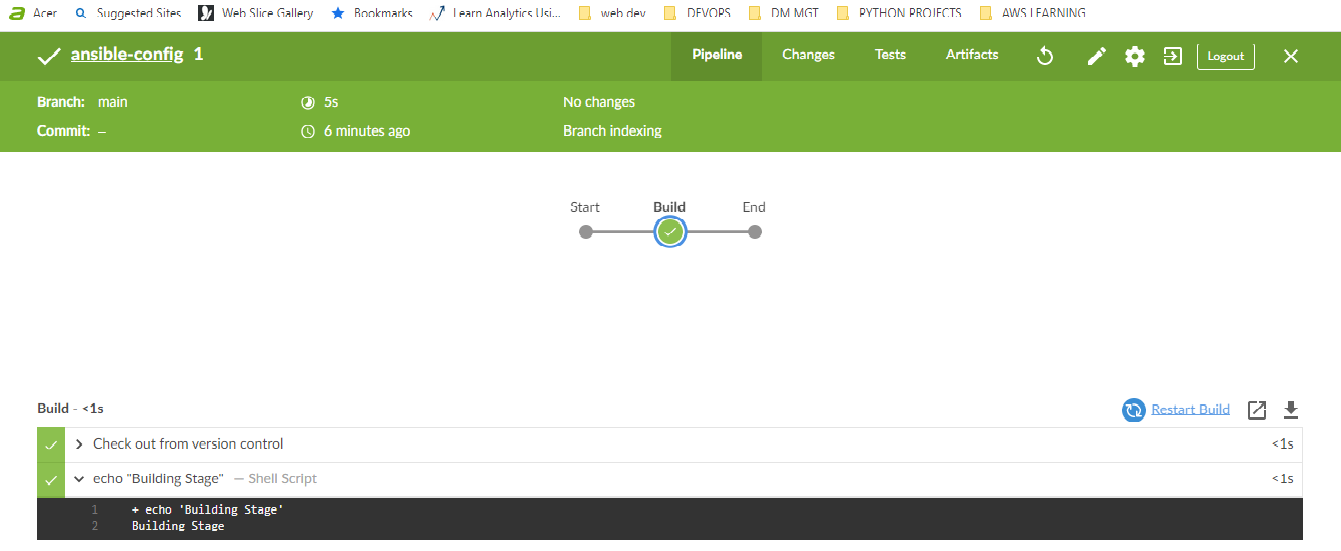 Acer Suggested Sites Web Slice Gallery Bookmarks Learn Analytics Usi... web dev DEVOPS DM MGT PYTHON PROJECTS AWS LEARNING
ansible-config 1 Pipeline Changes Tests Artifacts Logout
Branch: main 5s No changes
Commit: – 6 minutes ago Branch indexing
Start Build End
Build - <1s Restart Build
Check out from version control <1s
echo "Building Stage" — Shell Script <1s
1 + echo 'Building Stage'
2 Building Stage